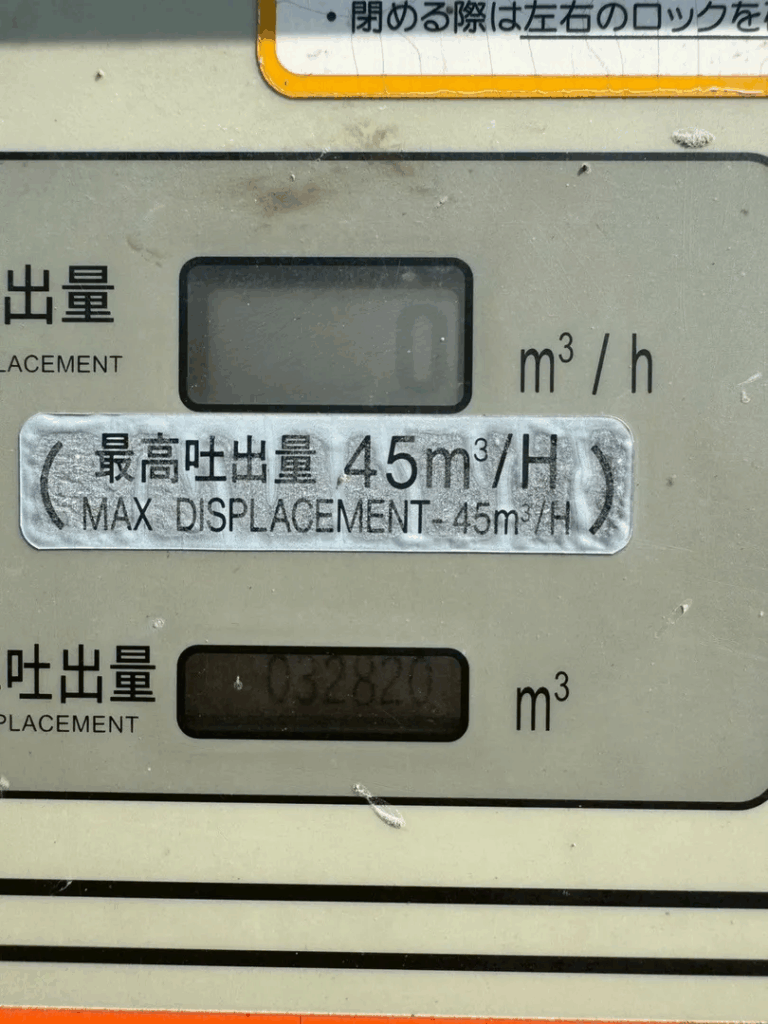 ・閉める際は左右のロックを
出量
LACEMENT
0
m³/h
(最高吐出量 45m³/H)
MAX DISPLACEMENT-45m³/H
吐出量
PLACEMENT
032820
m³